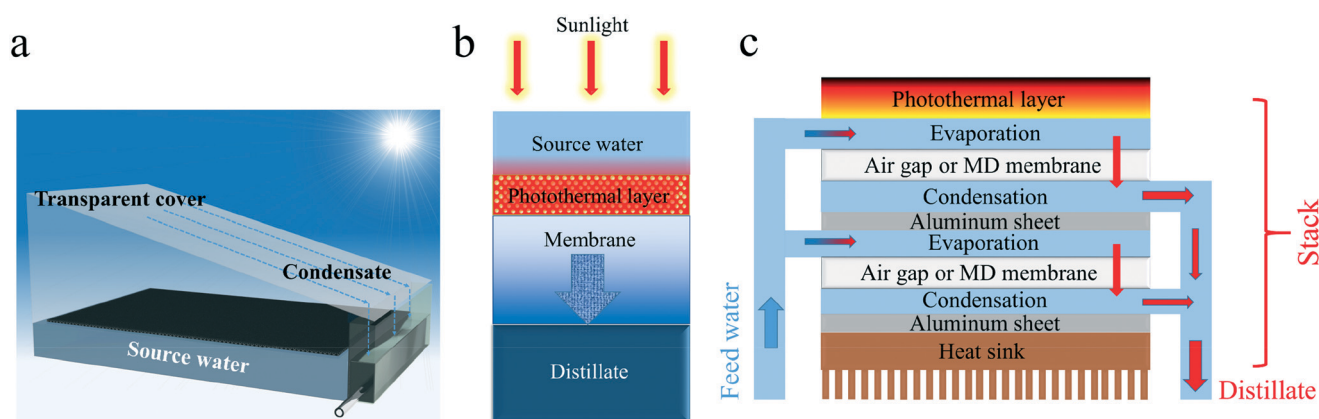 a
Transparent cover
Condensate
Source water
b
Sunlight
Source water
Photothermal layer
Membrane
Distillate
c
Photothermal layer
Evaporation
Air gap or MD membrane
Condensation
Aluminum sheet
Evaporation
Air gap or MD membrane
Condensation
Aluminum sheet
Heat sink
Feed water
Stack
Distillate